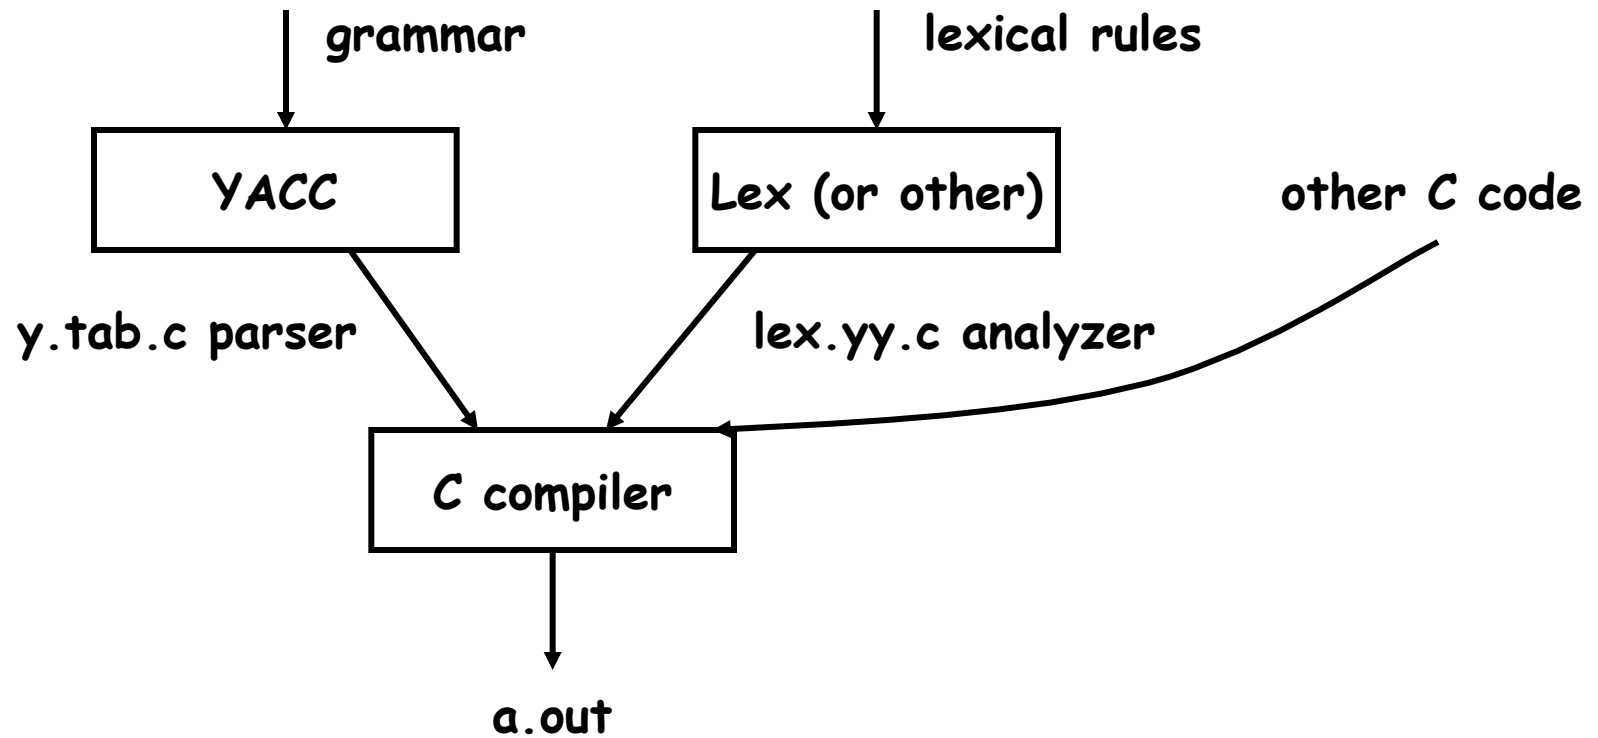 grammar
lexical rules
YACC
Lex (or other)
other C code
y.tab.c parser
lex.yy.c analyzer
C compiler
a.out